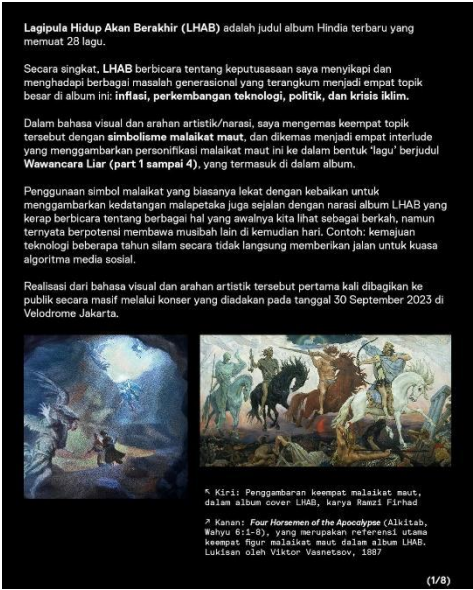 Lagipula Hidup Akan Berakhir (LHAB) adalah judul album Hindia terbaru yang
memuat 28 lagu.
Secara singkat, LHAB berbicara tentang keputusasaan saya menyikapi dan
menghadapi berbagai masalah generasional yang terangkum menjadi empat topik
besar di album ini: inflasi, perkembangan teknologi, politik, dan krisis iklim.
Dalam bahasa visual dan arahan artistik/narasi, saya mengemas keempat topik
tersebut dengan simbolisme malaikat maut, dan dikemas menjadi empat interlude
yang menggambarkan personifikasi malaikat maut ini ke dalam bentuk ‘lagu’ berjudul
Wawancara Liar (part 1 sampai 4), yang termasuk di dalam album.
Penggunaan simbol malaikat yang biasanya lekat dengan kebaikan untuk
menggambarkan kedatangan malapetaka juga sejalan dengan narasi album LHAB yang
kerap berbicara tentang berbagai hal yang awalnya kita lihat sebagai berkah, namun
ternyata berpotensi membawa musibah lain di kemudian hari. Contoh: kemajuan
teknologi beberapa tahun silam secara tidak langsung memberikan jalan untuk kuasa
algoritma media sosial.
Realisasi dari bahasa visual dan arahan artistik tersebut pertama kali dibagikan ke
publik secara masif melalui konser yang diadakan pada tanggal 30 September 2023 di
Velodrome Jakarta.
↖ Kiri: Penggambaran keempat malaikat maut,
dalam album cover LHAB, karya Ramzi Firhad
↗ Kanan: Four Horsemen of the Apocalypse (Alkitab,
Wahyu 6:1-8), yang merupakan referensi utama
keempat figur malaikat maut dalam album LHAB.
Lukisan oleh Viktor Vasnetsov, 1887
(1/8)